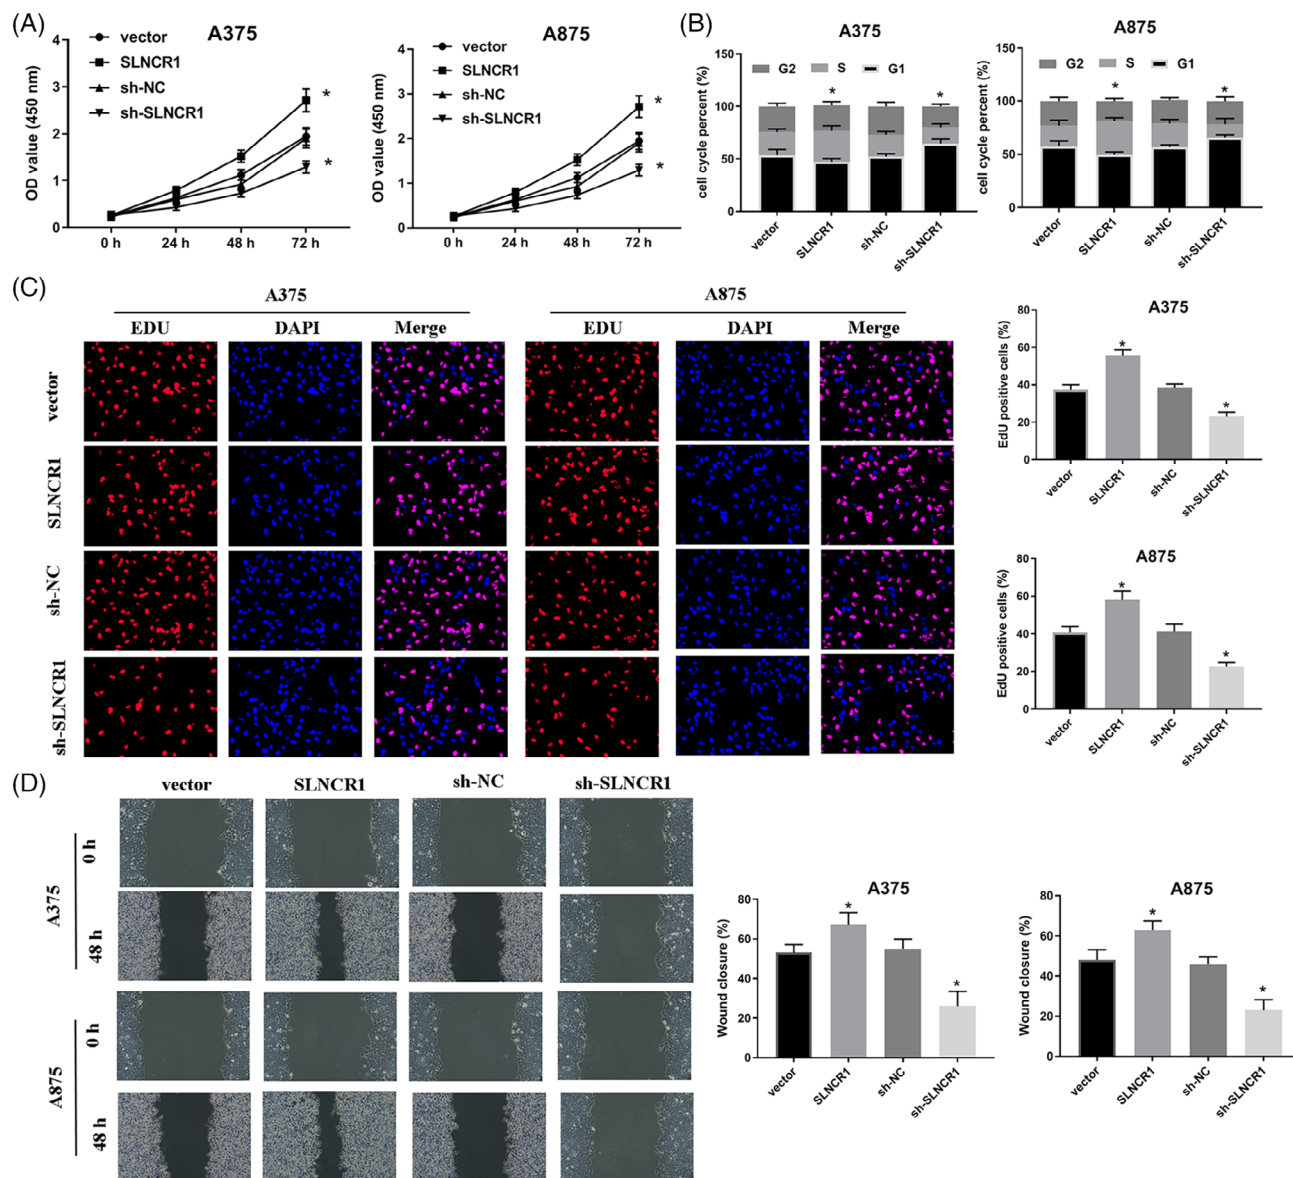 (A)
A375
OD value (450 nm)
4
3
2
1
0
vector
SLNCR1
sh-NC
sh-SLNCR1
*
*
0 h 24 h 48 h 72 h
A875
OD value (450 nm)
4
3
2
1
0
vector
SLNCR1
sh-NC
sh-SLNCR1
*
*
0 h 24 h 48 h 72 h
(B)
A375
cell cycle percent (%)
150
100
50
0
G2 S G1
* *
vector SLNCR1 sh-NC sh-SLNCR1
A875
cell cycle percent (%)
150
100
50
0
G2 S G1
* *
vector SLNCR1 sh-NC sh-SLNCR1
(C)
A375 A875
EDU DAPI Merge EDU DAPI Merge
vector
SLNCR1
sh-NC
sh-SLNCR1
A375
EdU positive cells (%)
80
60
40
20
0
* *
vector SLNCR1 sh-NC sh-SLNCR1
A875
EdU positive cells (%)
80
60
40
20
0
* *
vector SLNCR1 sh-NC sh-SLNCR1
(D)
vector SLNCR1 sh-NC sh-SLNCR1
A375
0 h
48 h
A875
0 h
48 h
A375
Wound closure (%)
80
60
40
20
0
* *
vector SLNCR1 sh-NC sh-SLNCR1
A875
Wound closure (%)
80
60
40
20
0
* *
vector SLNCR1 sh-NC sh-SLNCR1